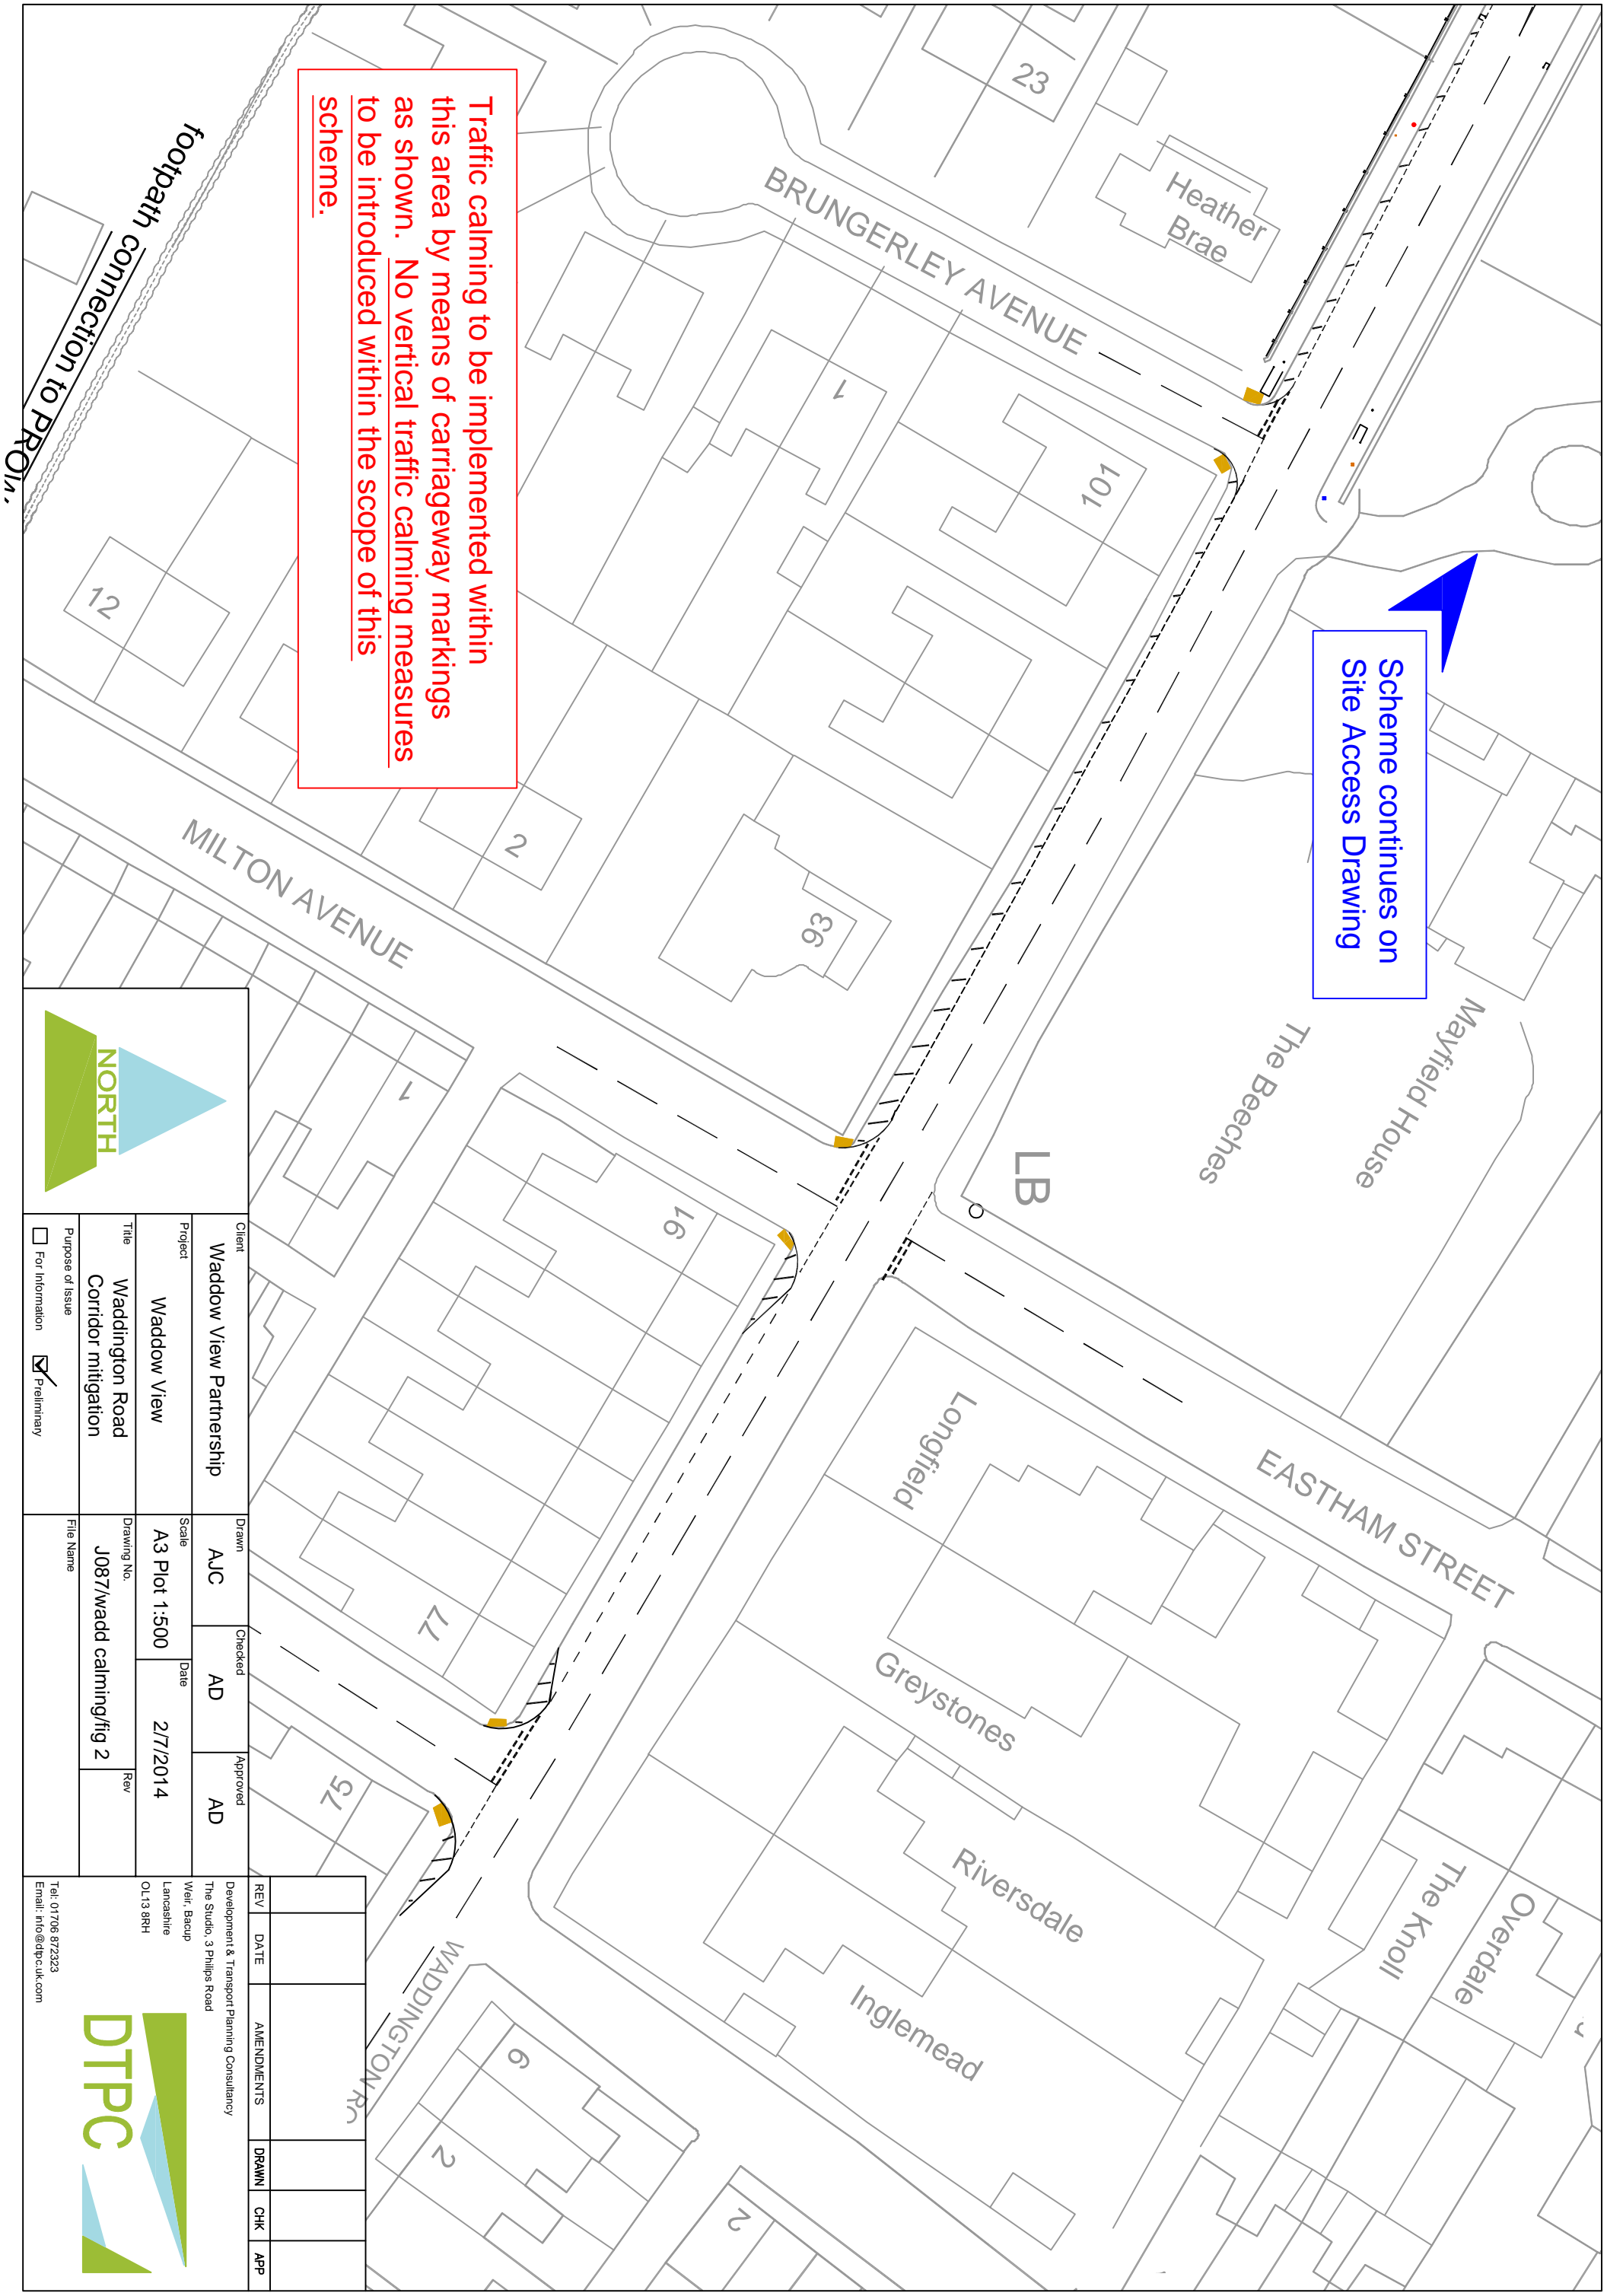 Scheme continues on
Site Access Drawing
Traffic calming to be implemented within
this area by means of carriageway markings
as shown. No vertical traffic calming measures
to be introduced within the scope of this
scheme.
footpath connection to PROW
23
Heather
Brae
BRUNGERLEY AVENUE
1
101
12
2
93
MILTON AVENUE
Mayfield House
The Beeches
LB
1
91
77
75
Longfield
EASTHAM STREET
Greystones
Riversdale
Inglemead
The Knoll
Overdale
WADDINGTON
6
2
2
NORTH
Client
Waddow View Partnership
Project
Waddow View
Title
Waddington Road
Corridor mitigation
Purpose of Issue
For Information
Preliminary
Drawn
AJC
Checked
AD
Approved
AD
Scale
A3 Plot 1:500
Date
2/7/2014
Drawing No.
J087/wadd calming/fig 2
Rev
File Name
REV
DATE
AMENDMENTS
DRAWN
CHK
APP
Development & Transport Planning Consultancy
The Studio, 3 Philips Road
Weir, Bacup
Lancashire
OL13 8RH
Tel: 01706 872323
Email: info@dtpc.uk.com
DTPC